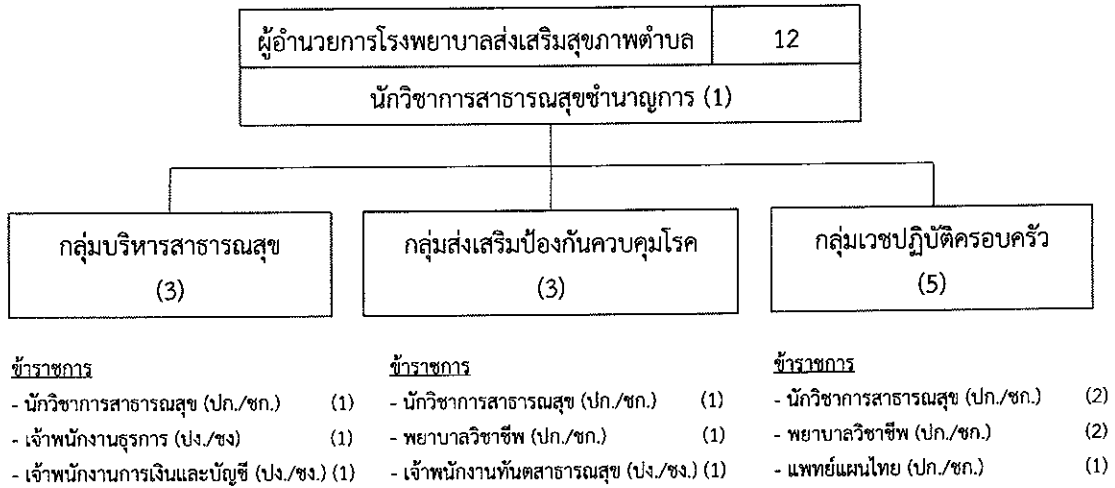 ผู้อำนวยการโรงพยาบาลส่งเสริมสุขภาพตำบล 12
นักวิชาการสาธารณสุขชำนาญการ (1)
กลุ่มบริหารสาธารณสุข
(3)
กลุ่มส่งเสริมป้องกันควบคุมโรค
(3)
กลุ่มเวชปฏิบัติครอบครัว
(5)
ข้าราชการ
- นักวิชาการสาธารณสุข (ปก./ชก.) (1)
- เจ้าพนักงานธุรการ (ปง./ชง) (1)
- เจ้าพนักงานการเงินและบัญชี (ปง./ชง.) (1)
ข้าราชการ
- นักวิชาการสาธารณสุข (ปก./ชก.) (1)
- พยาบาลวิชาชีพ (ปก./ชก.) (1)
- เจ้าพนักงานทันตสาธารณสุข (ปง./ชง.) (1)
ข้าราชการ
- นักวิชาการสาธารณสุข (ปก./ชก.) (2)
- พยาบาลวิชาชีพ (ปก./ชก.) (2)
- แพทย์แผนไทย (ปก./ชก.) (1)